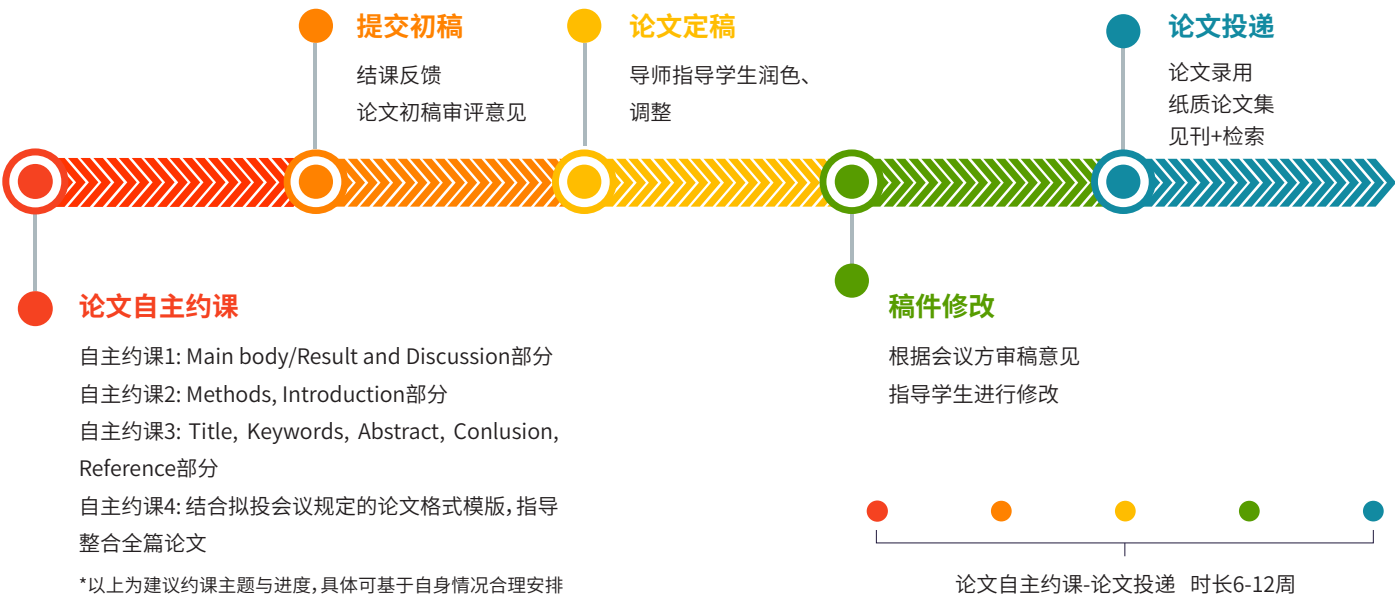 提交初稿
结课反馈
论文初稿审评意见
论文定稿
导师指导学生润色、
调整
论文投递
论文录用
纸质论文集
见刊+检索
论文自主约课
自主约课1: Main body/Result and Discussion部分
自主约课2: Methods, Introduction部分
自主约课3: Title, Keywords, Abstract, Conlusion,
Reference部分
自主约课4: 结合拟投会议规定的论文格式模版,指导
整合全篇论文
*以上为建议约课主题与进度,具体可基于自身情况合理安排
稿件修改
根据会议方审稿意见
指导学生进行修改
论文自主约课-论文投递 时长6-12周